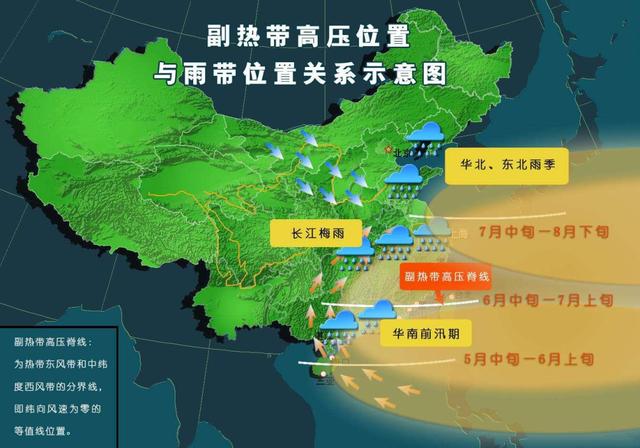 副热带高压位置
与雨带位置关系示意图
北京
华北、东北雨季
长江梅雨
上海
7月中旬—8月下旬
副热带高压脊线
6月中旬—7月上旬
华南前汛期
5月中旬—6月上旬
副热带高压脊线：
为热带东风带和中纬
度西风带的分界线，
即纬向风速为零的
等值线位置。